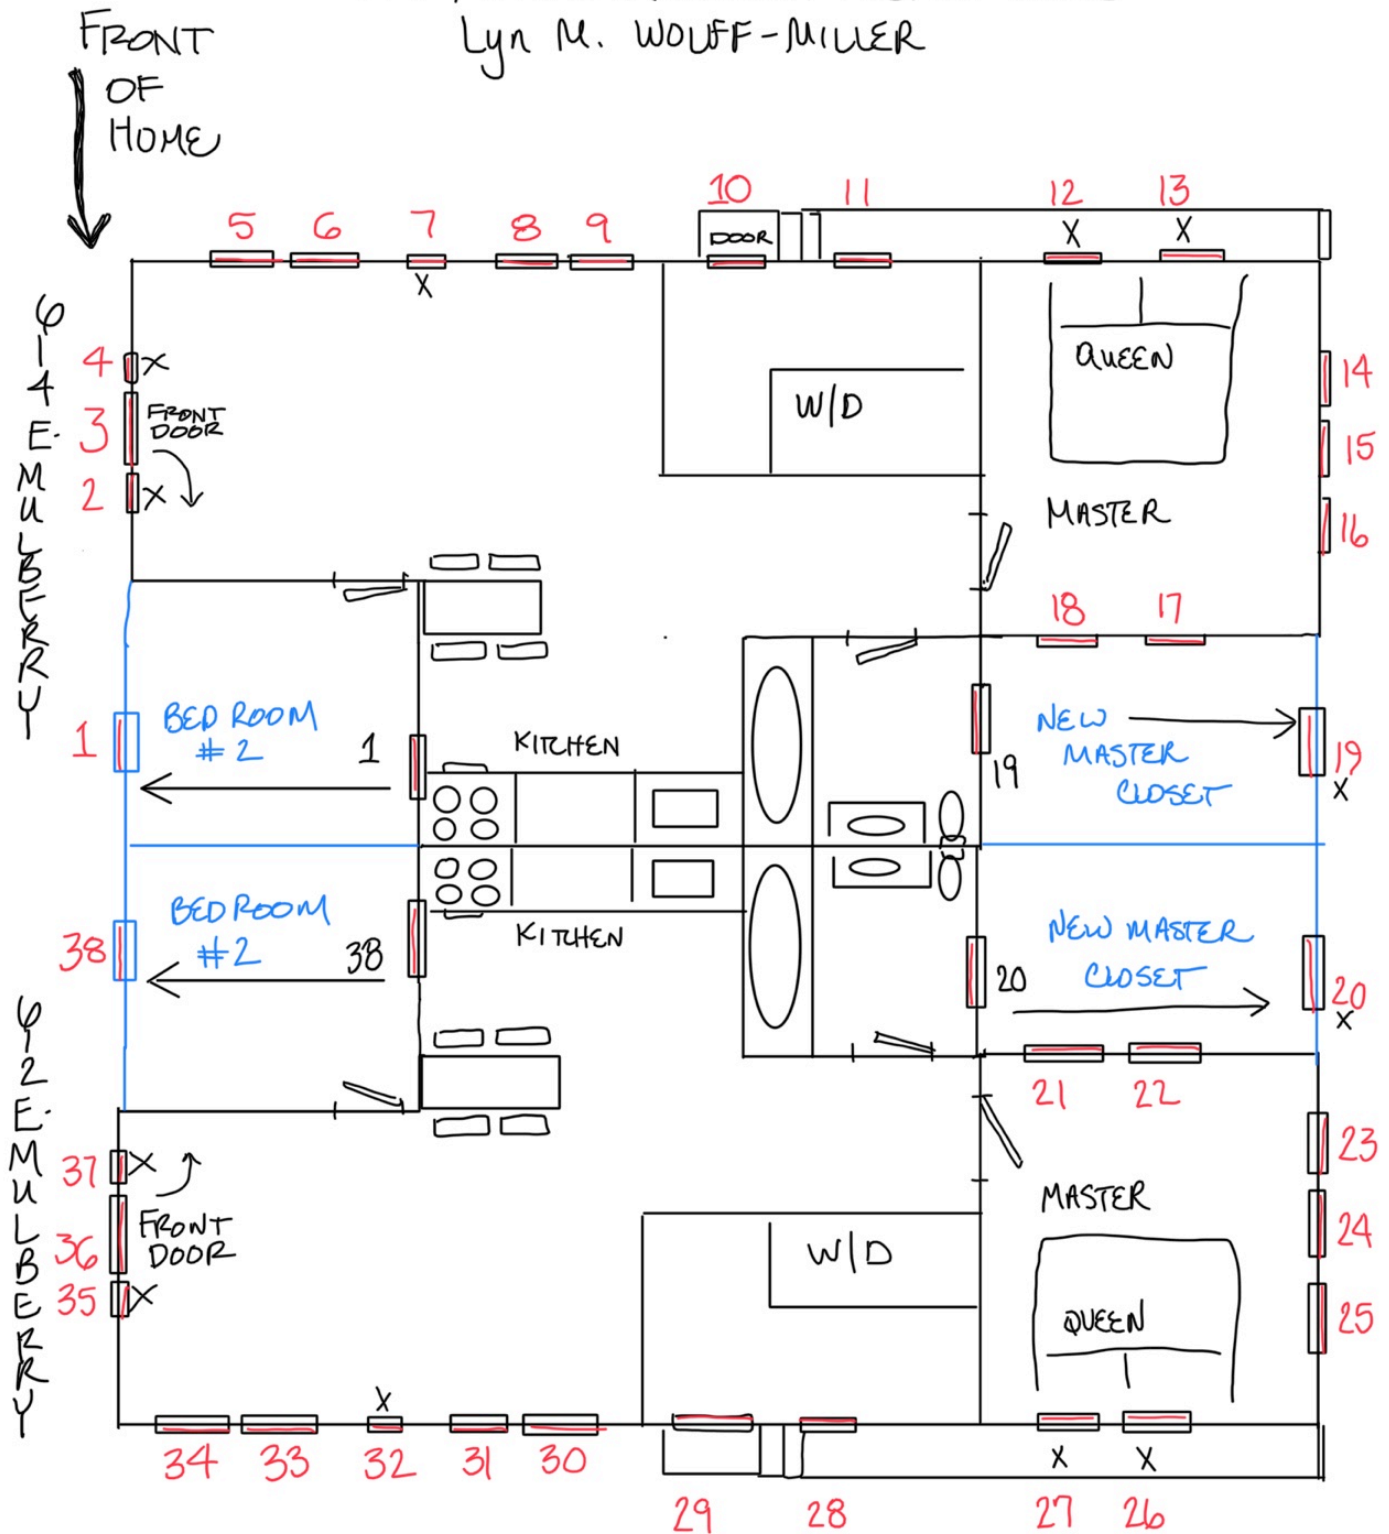 Lyn M. WOLFF-MILLER
FRONT
OF
HOME
10 11 12 13
5 6 7 8 9
DOOR
X X
X
614 E. MULBERRY
4 X
3 FRONT
DOOR
2 X
W/D
QUEEN
14
15
16
MASTER
18 17
1 BED ROOM
# 2
1
KITCHEN
19
NEW
MASTER
CLOSET
19
X
38 BEDROOM
#2
38
KITCHEN
20
NEW MASTER
CLOSET
20
X
21 22
612 E. MULBERRY
37 X
36 FRONT
DOOR
35 X
W/D
MASTER
QUEEN
23
24
25
X
34 33 32 31 30
X X
29 28 27 26